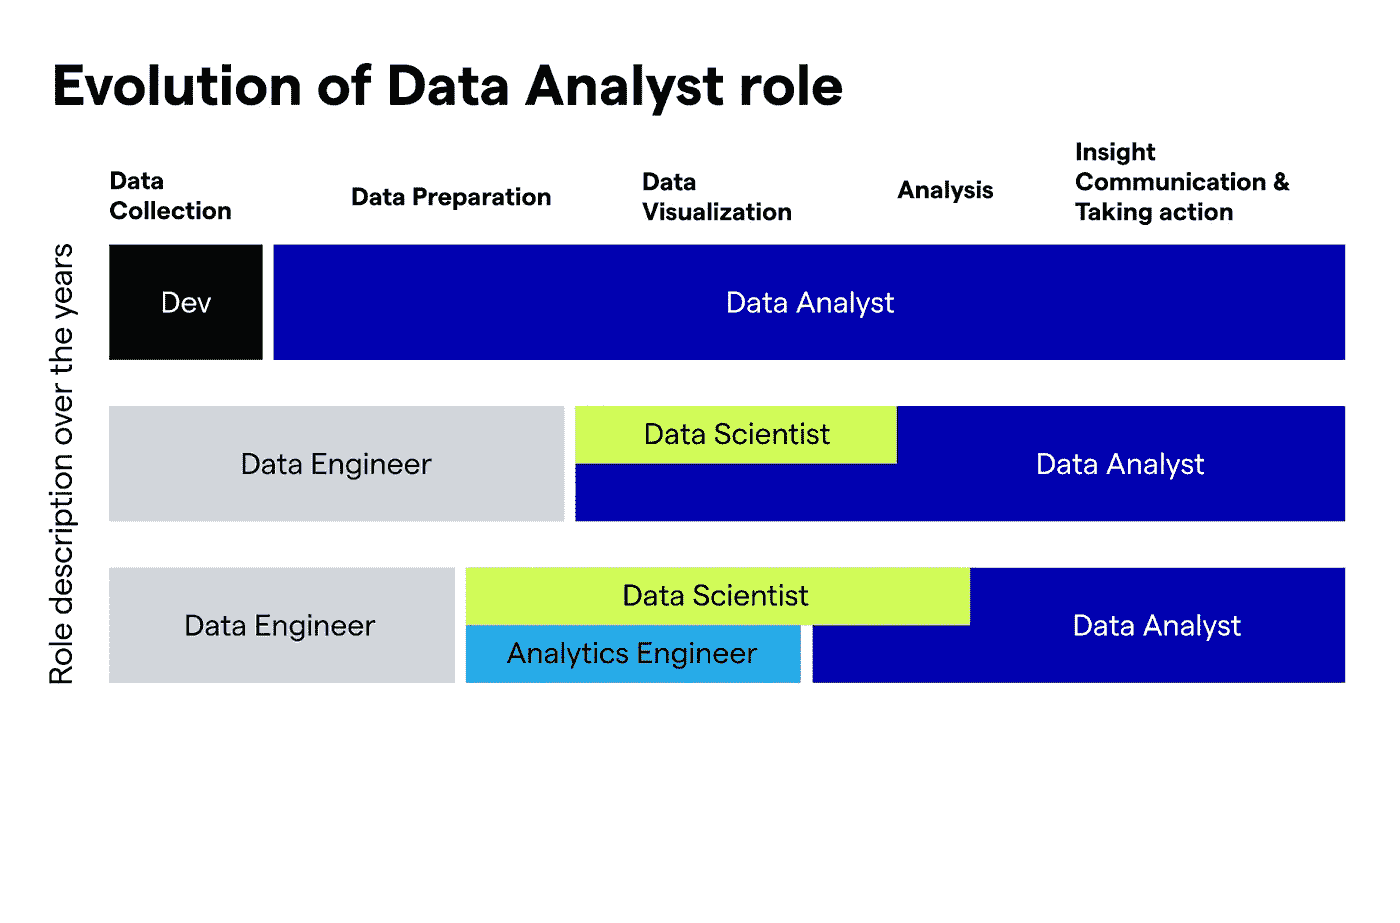 Evolution of Data Analyst role
Data
Collection
Data Preparation
Data
Visualization
Analysis
Insight
Communication &
Taking action
Role description over the years
Dev
Data Analyst
Data Engineer
Data Scientist
Data Analyst
Data Engineer
Data Scientist
Analytics Engineer
Data Analyst